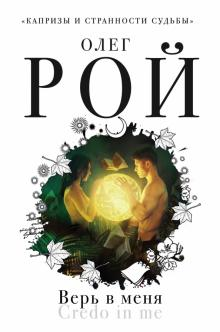 «КАПРИЗЫ И СТРАННОСТИ СУДЬБЫ»
ОЛЕГ
РОЙ
Верь в меня
Credo in me